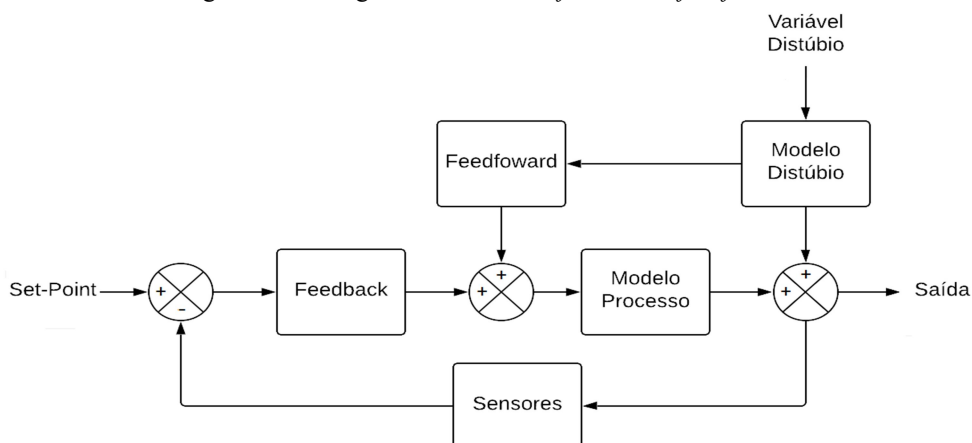 Variável
Distúbio
Feedfoward
Modelo
Distúbio
+
+
Set-Point
+
-
Feedback
+
+
Modelo
Processo
+
Saída
Sensores